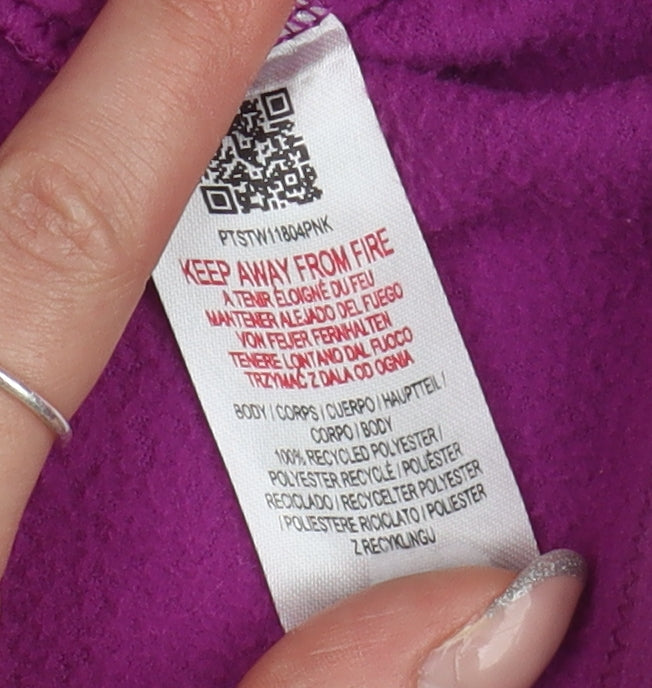 PTSTW11804PNK
KEEP AWAY FROM FIRE
A TENIR ÉLOIGNÉ DU FEU
MANTENER ALEJADO DEL FUEGO
VON FEUER FERNHALTEN
TENERE LONTANO DAL FUOCO
TRZYMAĆ Z DALA OD OGNIA
BODY / CORPS / CUERPO / HAUPTTEIL /
CORPO / BODY
100% RECYCLED POLYESTER /
POLYESTER RECYCLÉ / POLIÉSTER
RECICLADO / RECYCELTER POLYESTER
/ POLIESTERE RICICLATO / POLIESTER
Z RECYKLINGU